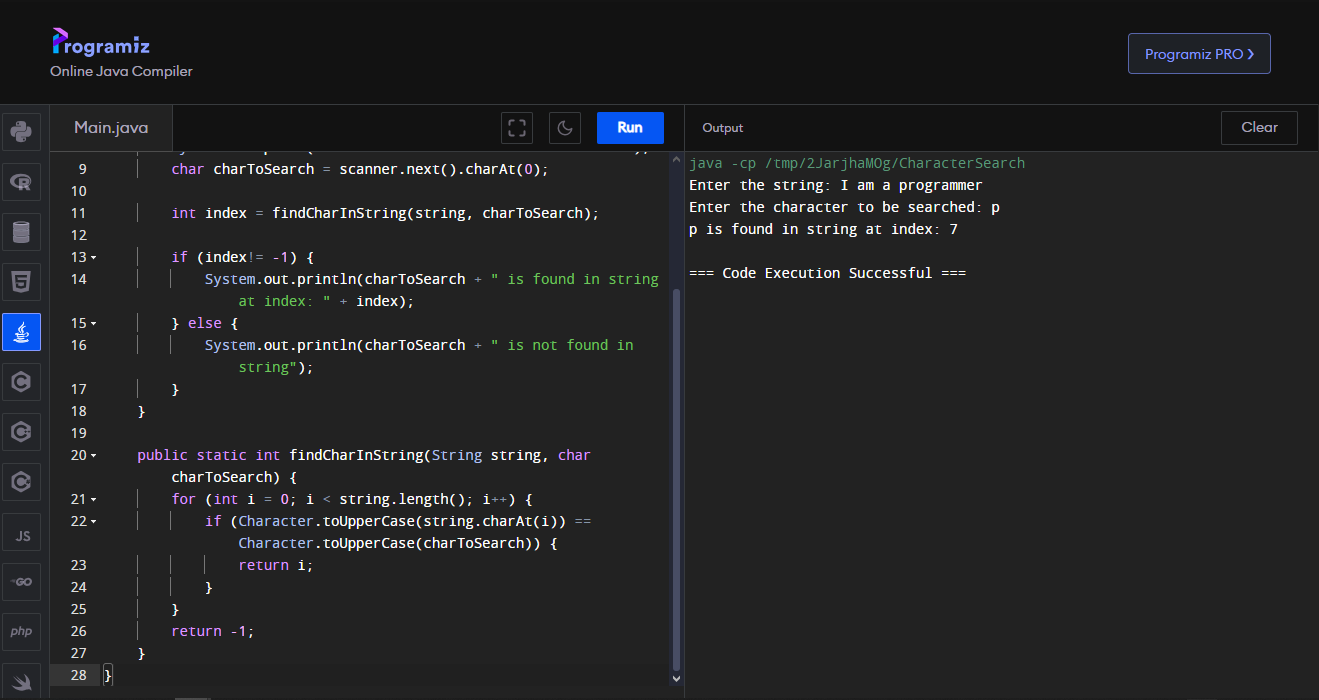 Programiz
Online Java Compiler
Programiz PRO
Main.java
Run
Output
Clear
9 char charToSearch = scanner.next().charAt(0);
10
11 int index = findCharInString(string, charToSearch);
12
13 if (index!= -1) {
14 System.out.println(charToSearch + " is found in string
at index: " + index);
15 } else {
16 System.out.println(charToSearch + " is not found in
string");
17 }
18 }
19
20 public static int findCharInString(String string, char
charToSearch) {
21 for (int i = 0; i < string.length(); i++) {
22 if (Character.toUpperCase(string.charAt(i)) ==
Character.toUpperCase(charToSearch)) {
23 return i;
24 }
25 }
26 return -1;
27 }
28 }
java -cp /tmp/2JarjhaMOg/CharacterSearch
Enter the string: I am a programmer
Enter the character to be searched: p
p is found in string at index: 7
=== Code Execution Successful ===
R
5
C
C
C
JS
GO
php